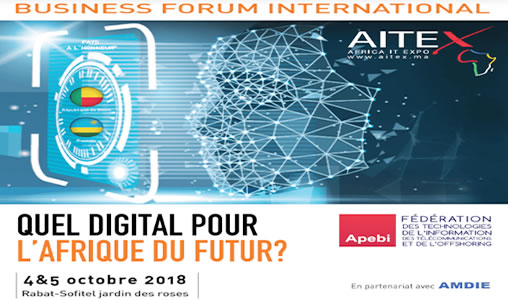 BUSINESS FORUM INTERNATIONAL
PAYS
À L'HONNEUR
AITEX
AFRICA IT EXPO
www.aitex.ma
QUEL DIGITAL POUR
L'AFRIQUE DU FUTUR?
4&5 octobre 2018
Rabat-Sofitel jardin des roses
Apebi
FÉDÉRATION
DES TECHNOLOGIES
DE L'INFORMATION
DES TÉLÉCOMMUNICATIONS
ET DE L'OFFSHORING
En partenariat avec AMDIE